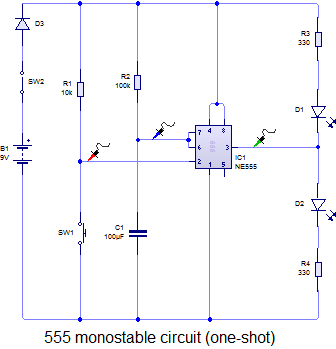 D3
R3
330
SW2
R1
10k
R2
100k
D1
7
4
8
6
3
2
1
5
IC1
NE555
B1
9V
+
D2
SW1
C1
100µF
R4
330
555 monostable circuit (one-shot)